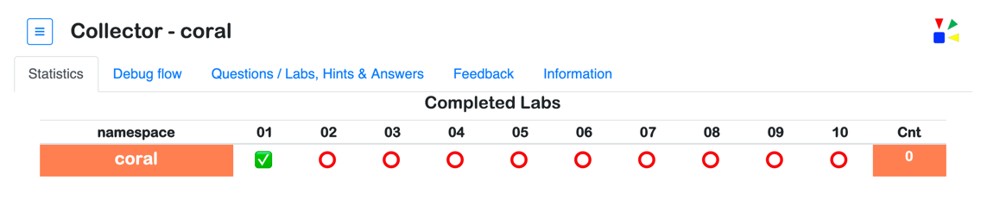 Collector - coral
Statistics Debug flow Questions / Labs, Hints & Answers Feedback Information
Completed Labs
namespace 01 02 03 04 05 06 07 08 09 10 Cnt
coral ✅ ⭕ ⭕ ⭕ ⭕ ⭕ ⭕ ⭕ ⭕ ⭕ 0